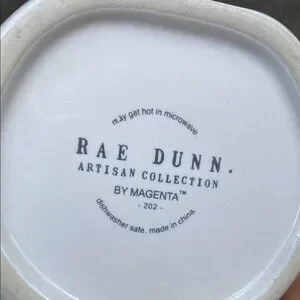 may get hot in microwave.
RAE DUNN.
ARTISAN COLLECTION
BY MAGENTA™
- 202 -
dishwasher safe. made in china.